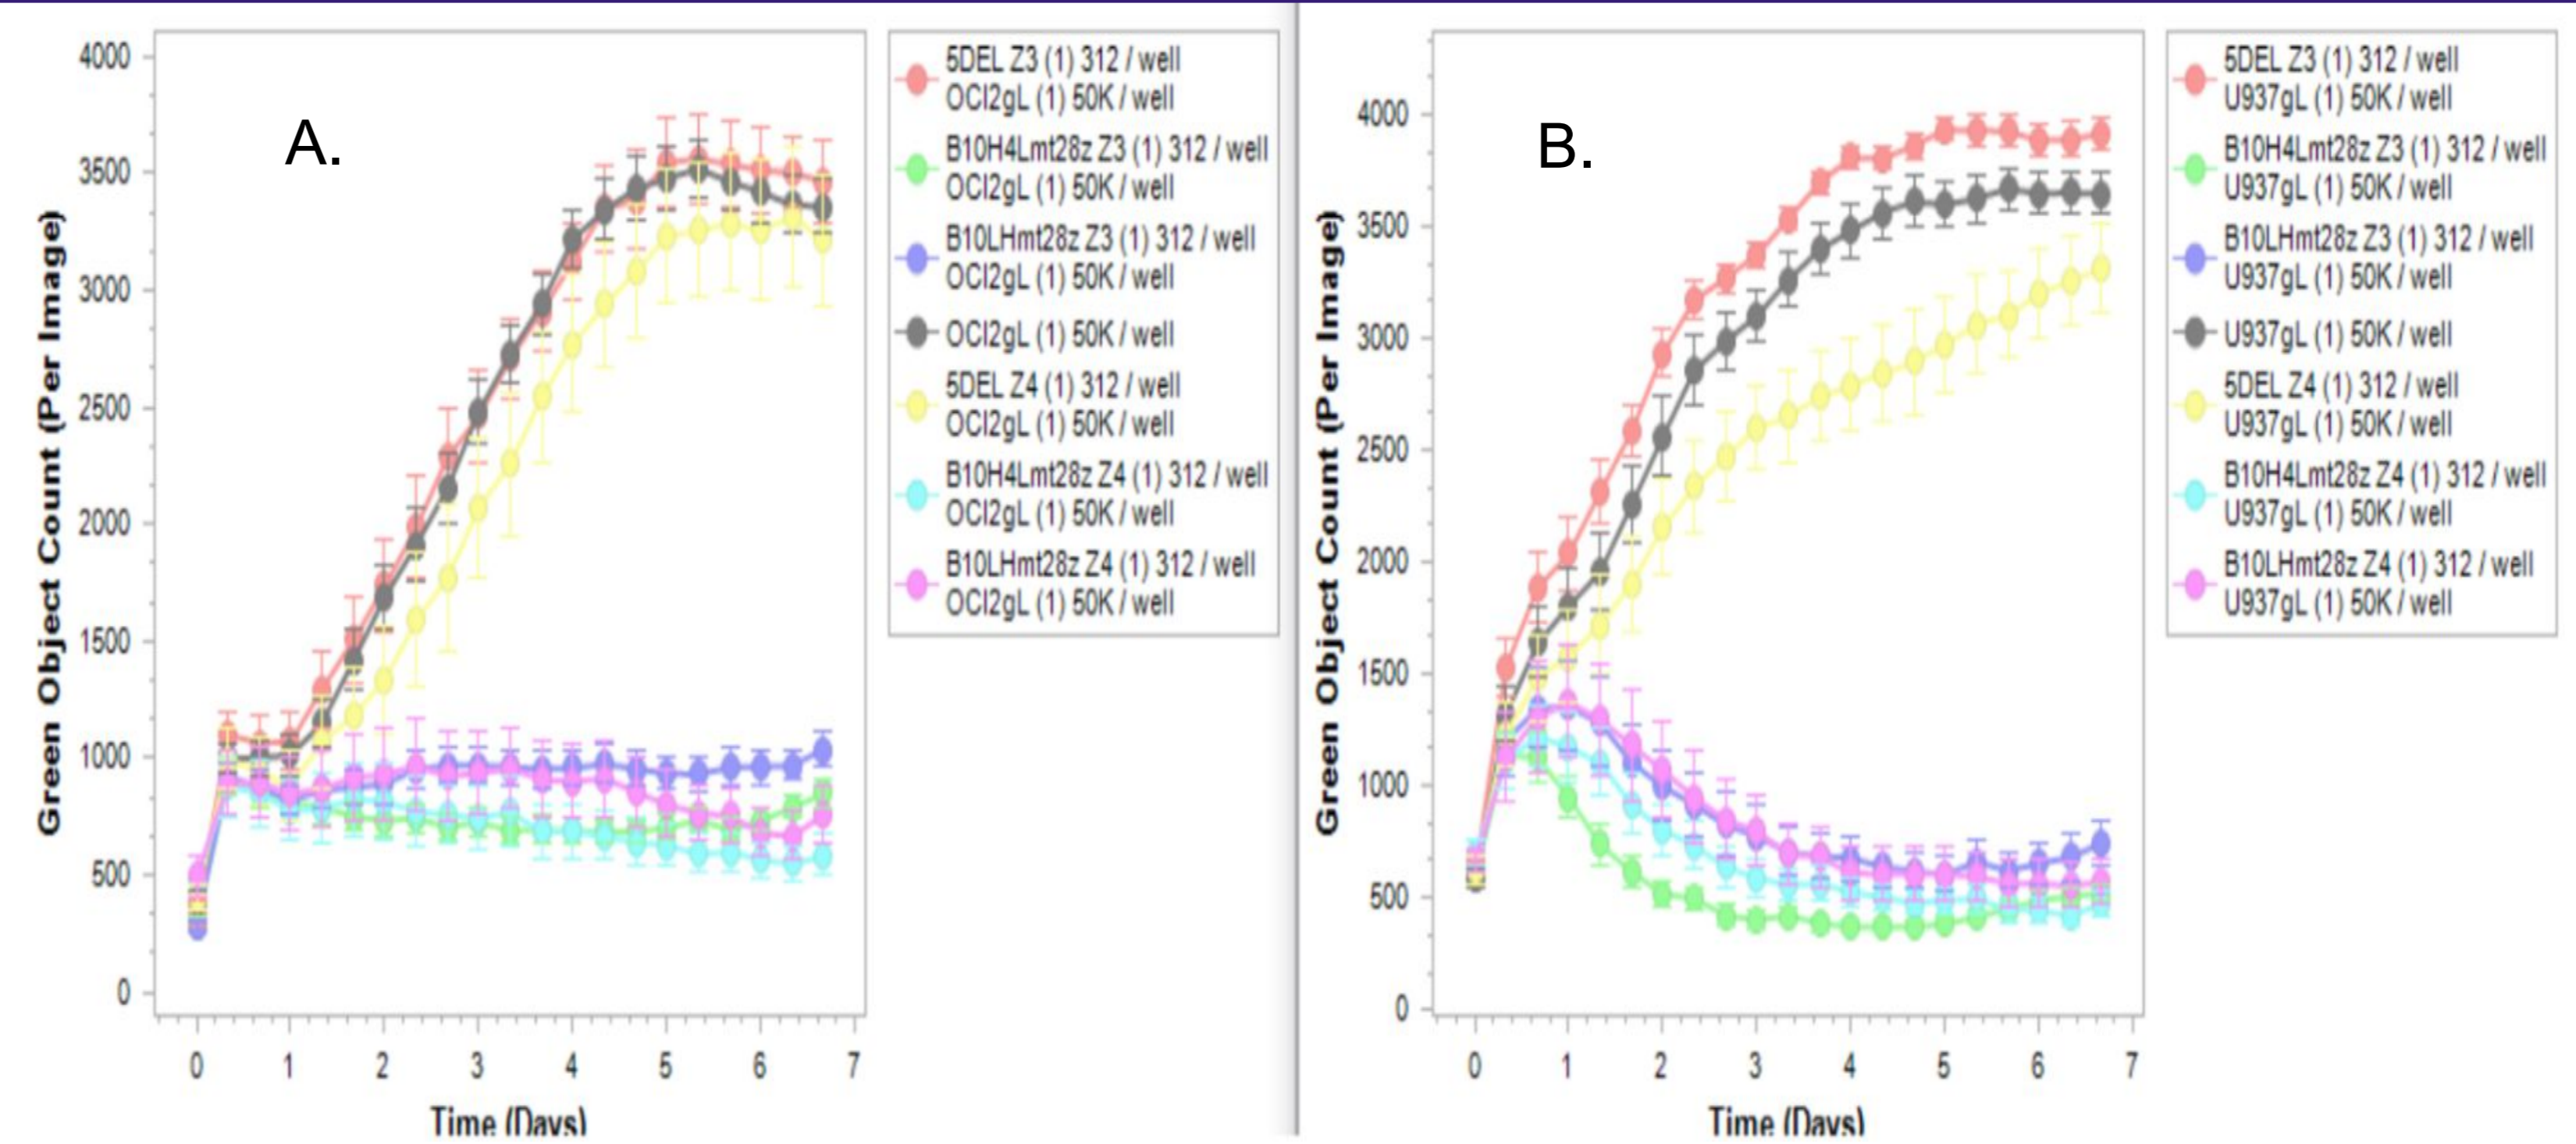 A.
Green Object Count (Per Image)
4000
3500
3000
2500
2000
1500
1000
500
0
0 1 2 3 4 5 6 7
Time (Days)
5DEL Z3 (1) 312 / well
OCI2gL (1) 50K / well
B10H4Lmt28z Z3 (1) 312 / well
OCI2gL (1) 50K / well
B10LHmt28z Z3 (1) 312 / well
OCI2gL (1) 50K / well
OCI2gL (1) 50K / well
5DEL Z4 (1) 312 / well
OCI2gL (1) 50K / well
B10H4Lmt28z Z4 (1) 312 / well
OCI2gL (1) 50K / well
B10LHmt28z Z4 (1) 312 / well
OCI2gL (1) 50K / well
B.
Green Object Count (Per Image)
4000
3500
3000
2500
2000
1500
1000
500
0
0 1 2 3 4 5 6 7
Time (Days)
5DEL Z3 (1) 312 / well
U937gL (1) 50K / well
B10H4Lmt28z Z3 (1) 312 / well
U937gL (1) 50K / well
B10LHmt28z Z3 (1) 312 / well
U937gL (1) 50K / well
U937gL (1) 50K / well
5DEL Z4 (1) 312 / well
U937gL (1) 50K / well
B10H4Lmt28z Z4 (1) 312 / well
U937gL (1) 50K / well
B10LHmt28z Z4 (1) 312 / well
U937gL (1) 50K / well